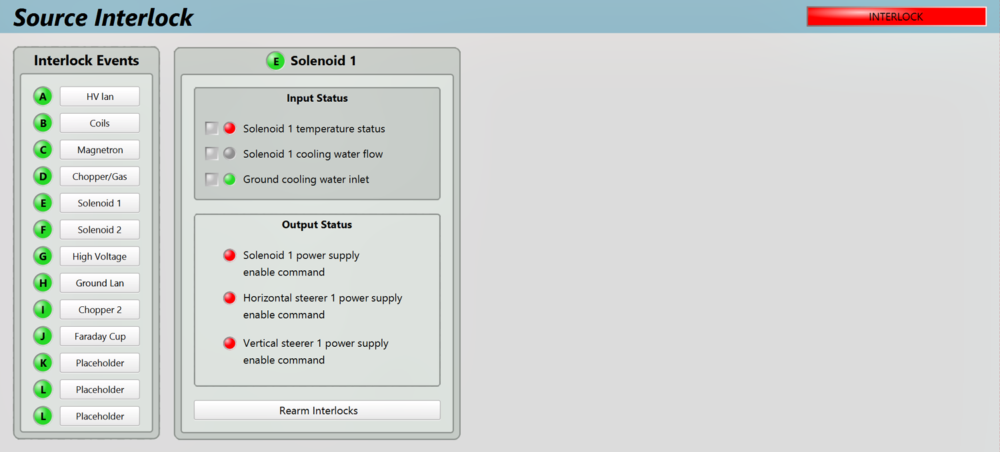 Source Interlock
INTERLOCK
Interlock Events
A HV lan
B Coils
C Magnetron
D Chopper/Gas
E Solenoid 1
F Solenoid 2
G High Voltage
H Ground Lan
I Chopper 2
J Faraday Cup
K Placeholder
L Placeholder
L Placeholder
E Solenoid 1
Input Status
Solenoid 1 temperature status
Solenoid 1 cooling water flow
Ground cooling water inlet
Output Status
Solenoid 1 power supply
enable command
Horizontal steerer 1 power supply
enable command
Vertical steerer 1 power supply
enable command
Rearm Interlocks